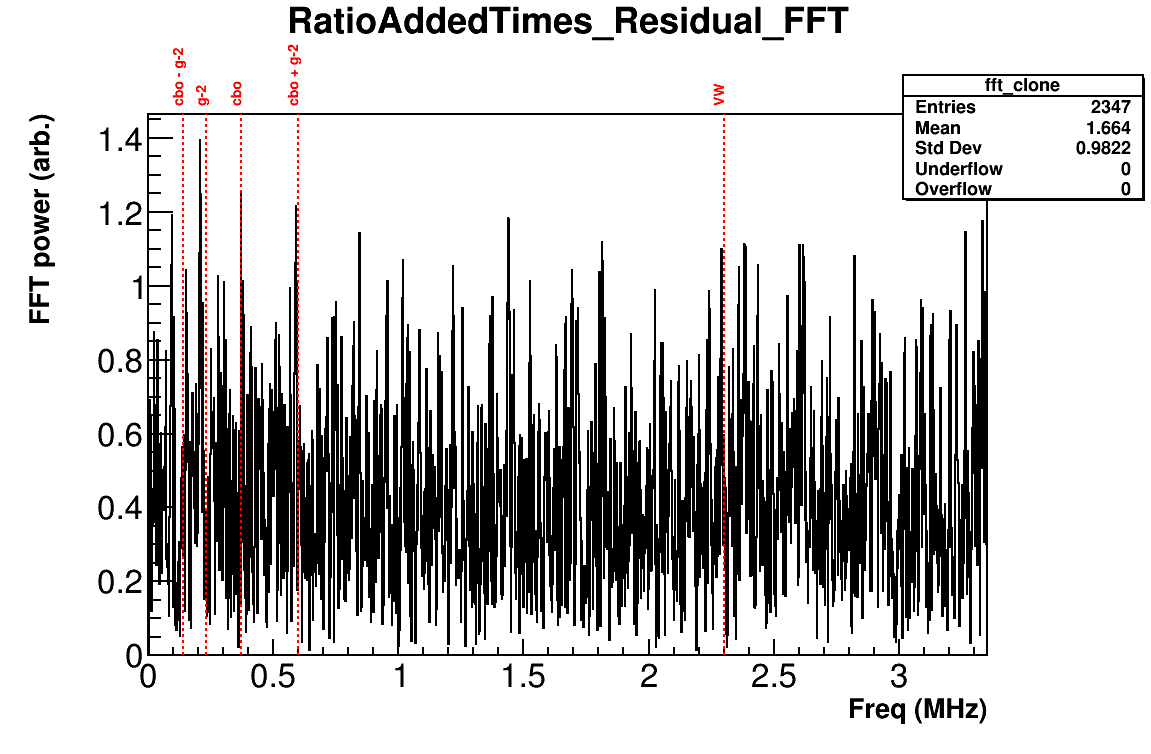 RatioAddedTimes_Residual_FFT
cbo - g-2
g-2
cbo
cbo + g-2
VW
fft_clone
Entries 2347
Mean 1.664
Std Dev 0.9822
Underflow 0
Overflow 0
FFT power (arb.)
1.4
1.2
1
0.8
0.6
0.4
0.2
0
0 0.5 1 1.5 2 2.5 3
Freq (MHz)